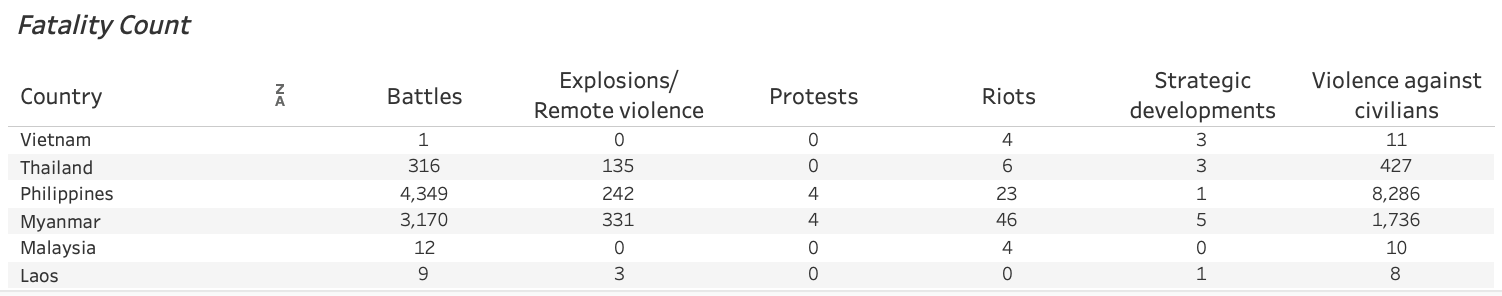 Fatality Count
Country Z A Battles Explosions/ Remote violence Protests Riots Strategic developments Violence against civilians
Vietnam 1 0 0 4 3 11
Thailand 316 135 0 6 3 427
Philippines 4,349 242 4 23 1 8,286
Myanmar 3,170 331 4 46 5 1,736
Malaysia 12 0 0 4 0 10
Laos 9 3 0 0 1 8